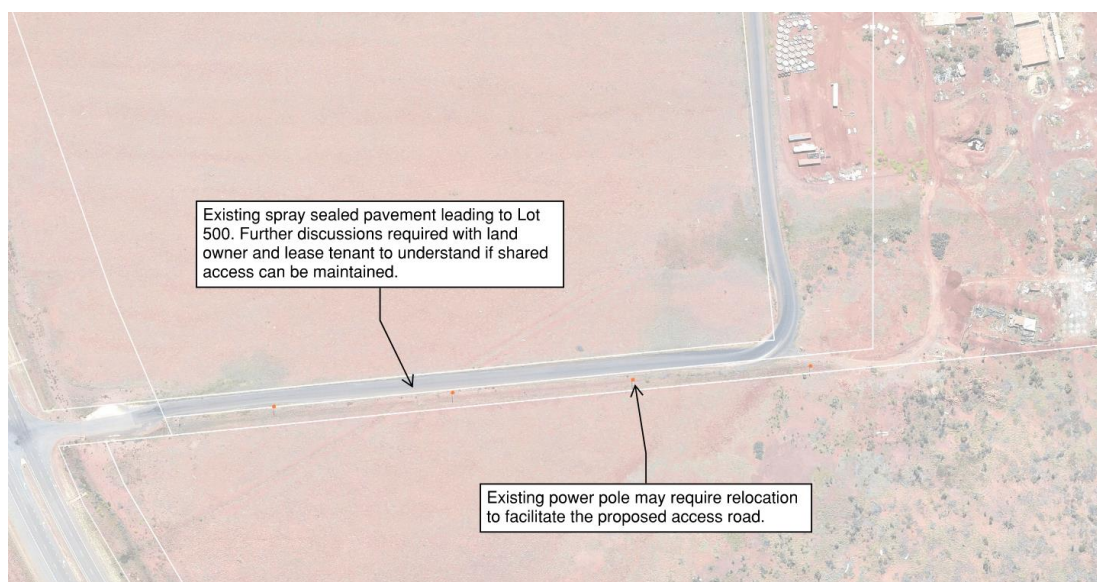 Existing spray sealed pavement leading to Lot
500. Further discussions required with land
owner and lease tenant to understand if shared
access can be maintained.
Existing power pole may require relocation
to facilitate the proposed access road.